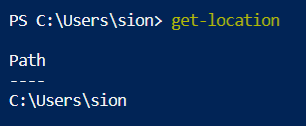 PS C:\Users\sion> get-location
Path
----
C:\Users\sion